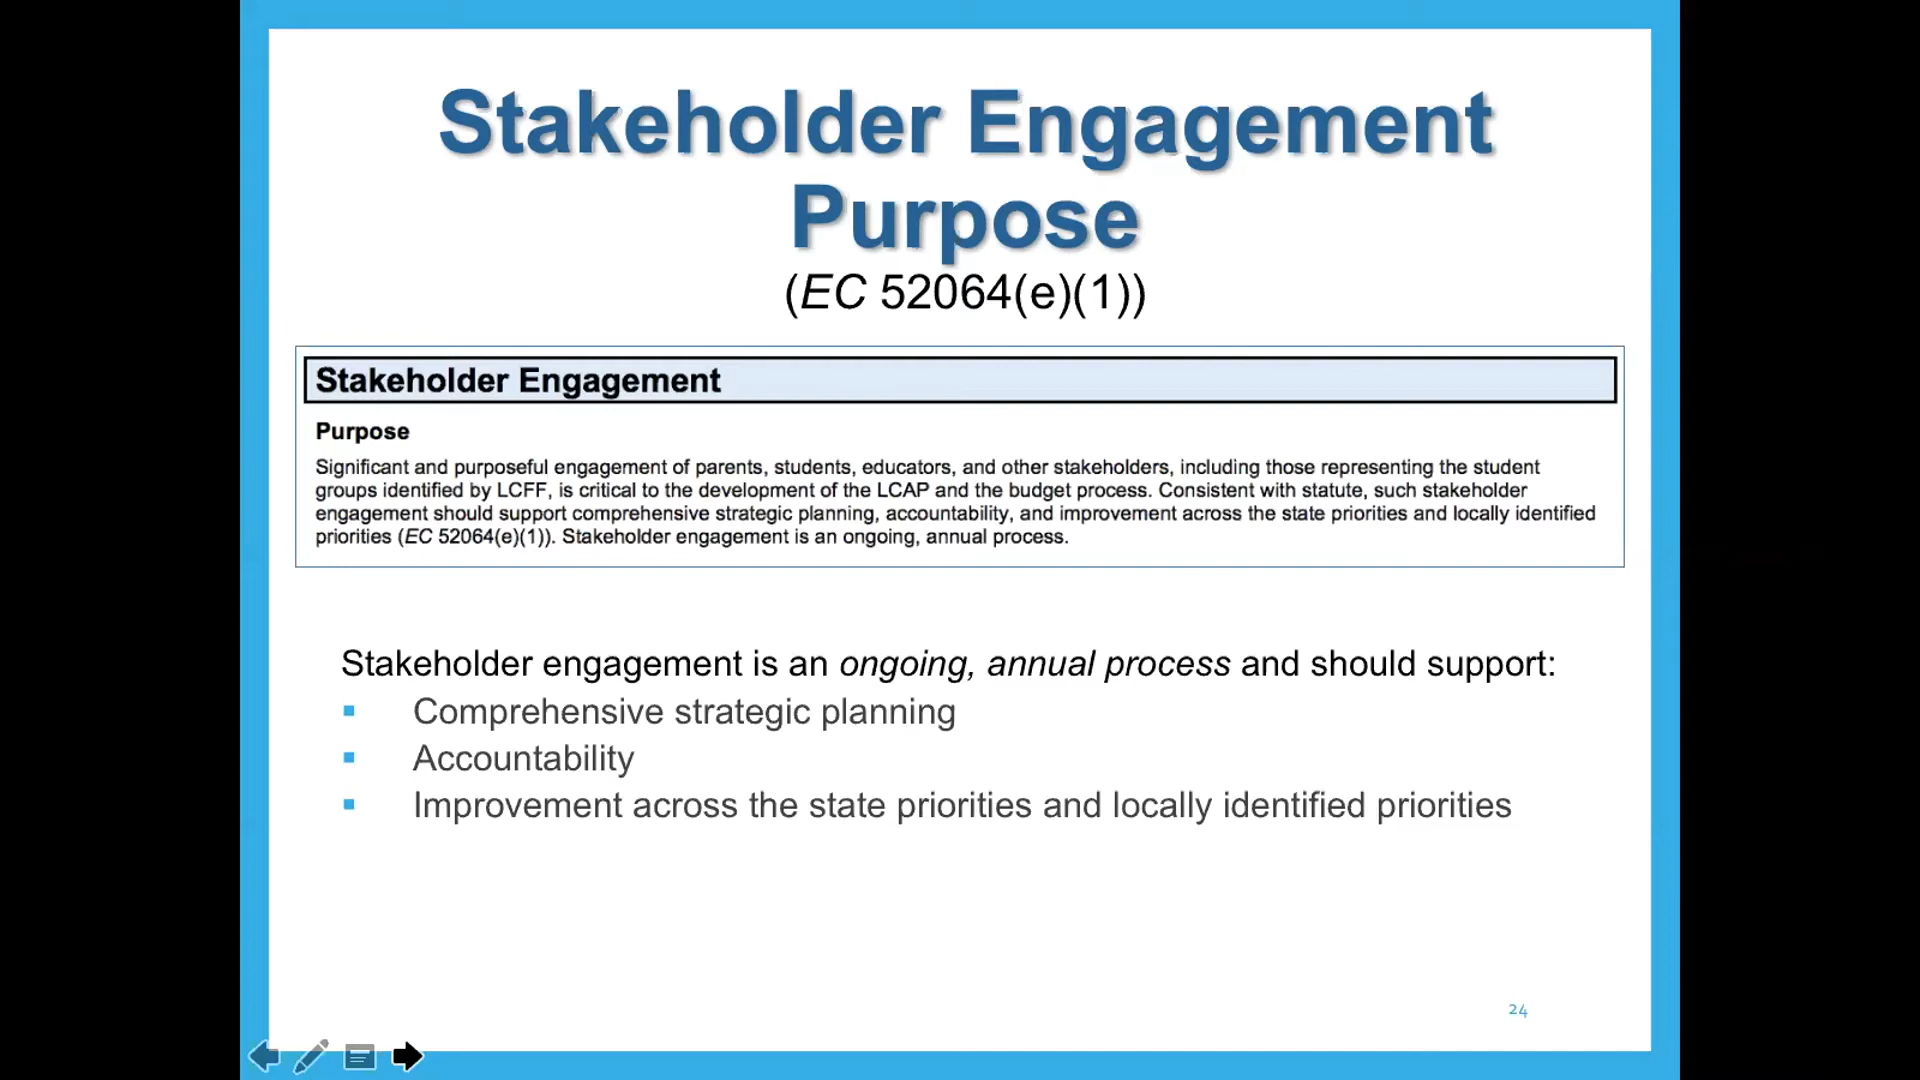 Stakeholder Engagement
Purpose
(EC 52064(e)(1))
Stakeholder Engagement
Purpose
Significant and purposeful engagement of parents, students, educators, and other stakeholders, including those representing the student
groups identified by LCFF, is critical to the development of the LCAP and the budget process. Consistent with statute, such stakeholder
engagement should support comprehensive strategic planning, accountability, and improvement across the state priorities and locally identified
priorities (EC 52064(e)(1)). Stakeholder engagement is an ongoing, annual process.
Stakeholder engagement is an ongoing, annual process and should support:
▪ Comprehensive strategic planning
▪ Accountability
▪ Improvement across the state priorities and locally identified priorities
24